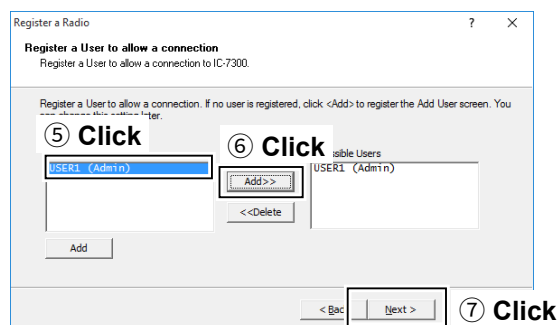 Register a Radio ? ×
Register a User to allow a connection
Register a User to allow a connection to IC-7300.
Register a User to allow a connection. If no user is registered, click <Add> to register the Add User screen. You
⑤ Click
⑥ Click
USER1 (Admin)
Add>>
Users
USER1 (Admin)
<<Delete
Add
Next >
⑦ Click